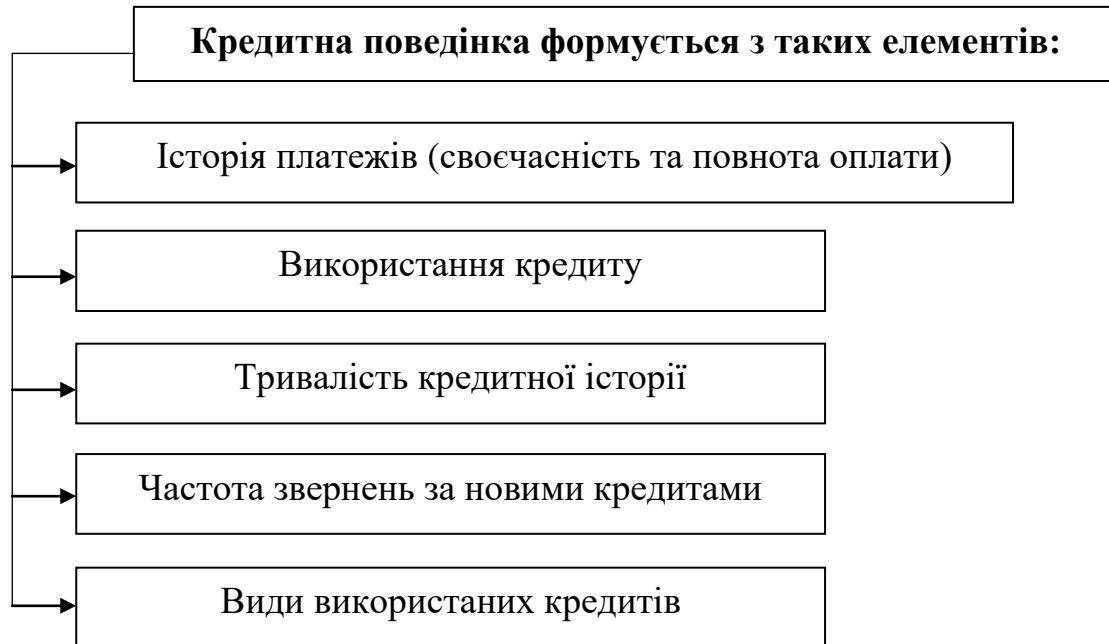 Кредитна поведінка формується з таких елементів:
Історія платежів (своєчасність та повнота оплати)
Використання кредиту
Тривалість кредитної історії
Частота звернень за новими кредитами
Види використаних кредитів